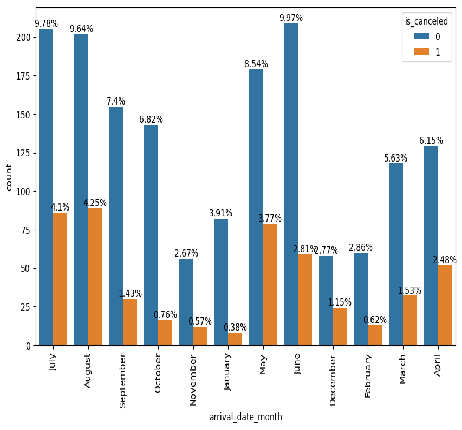 is_canceled
0
1
count
200
175
150
125
100
75
50
25
0
9.78%
4.1%
9.64%
4.25%
7.4%
1.43%
6.82%
0.76%
2.67%
0.57%
3.91%
0.38%
8.54%
3.77%
9.97%
2.81%
2.77%
1.15%
2.86%
0.62%
5.63%
1.53%
6.15%
2.48%
July
August
September
October
November
January
May
June
December
February
March
April
arrival_date_month